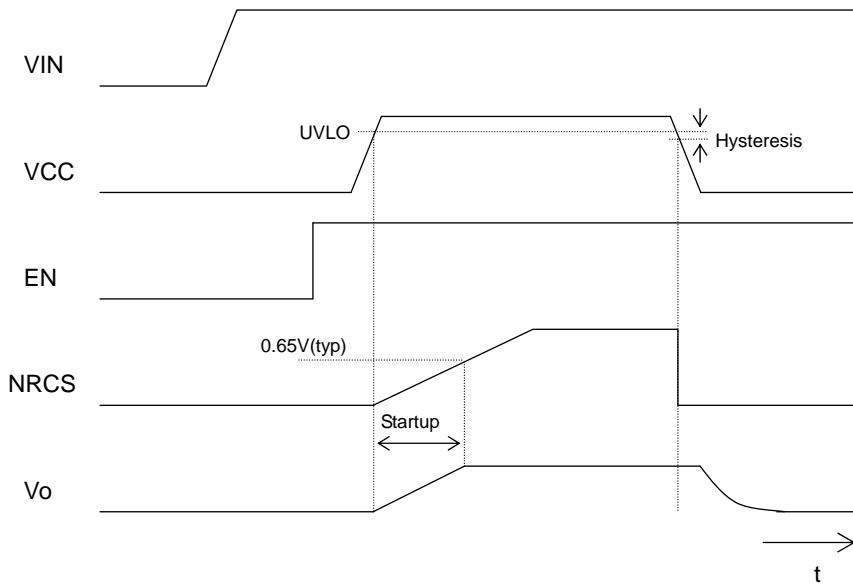 VIN
UVLO
Hysteresis
VCC
EN
0.65V(typ)
NRCS
Startup
Vo
t